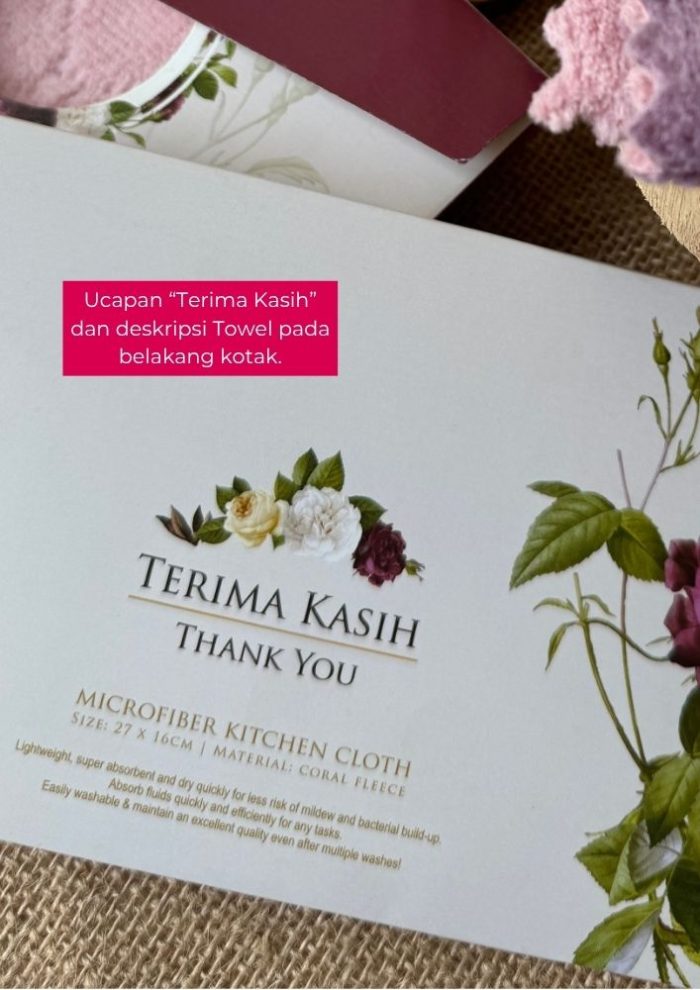 Ucapan “Terima Kasih”
dan deskripsi Towel pada
belakang kotak.
TERIMA KASIH
THANK YOU
MICROFIBER KITCHEN CLOTH
SIZE: 27 X 16CM | MATERIAL: CORAL FLEECE
Lightweight, super absorbent and dry quickly for less risk of mildew and bacterial build-up.
Absorb fluids quickly and efficiently for any tasks.
Easily washable & maintain an excellent quality even after multiple washes!